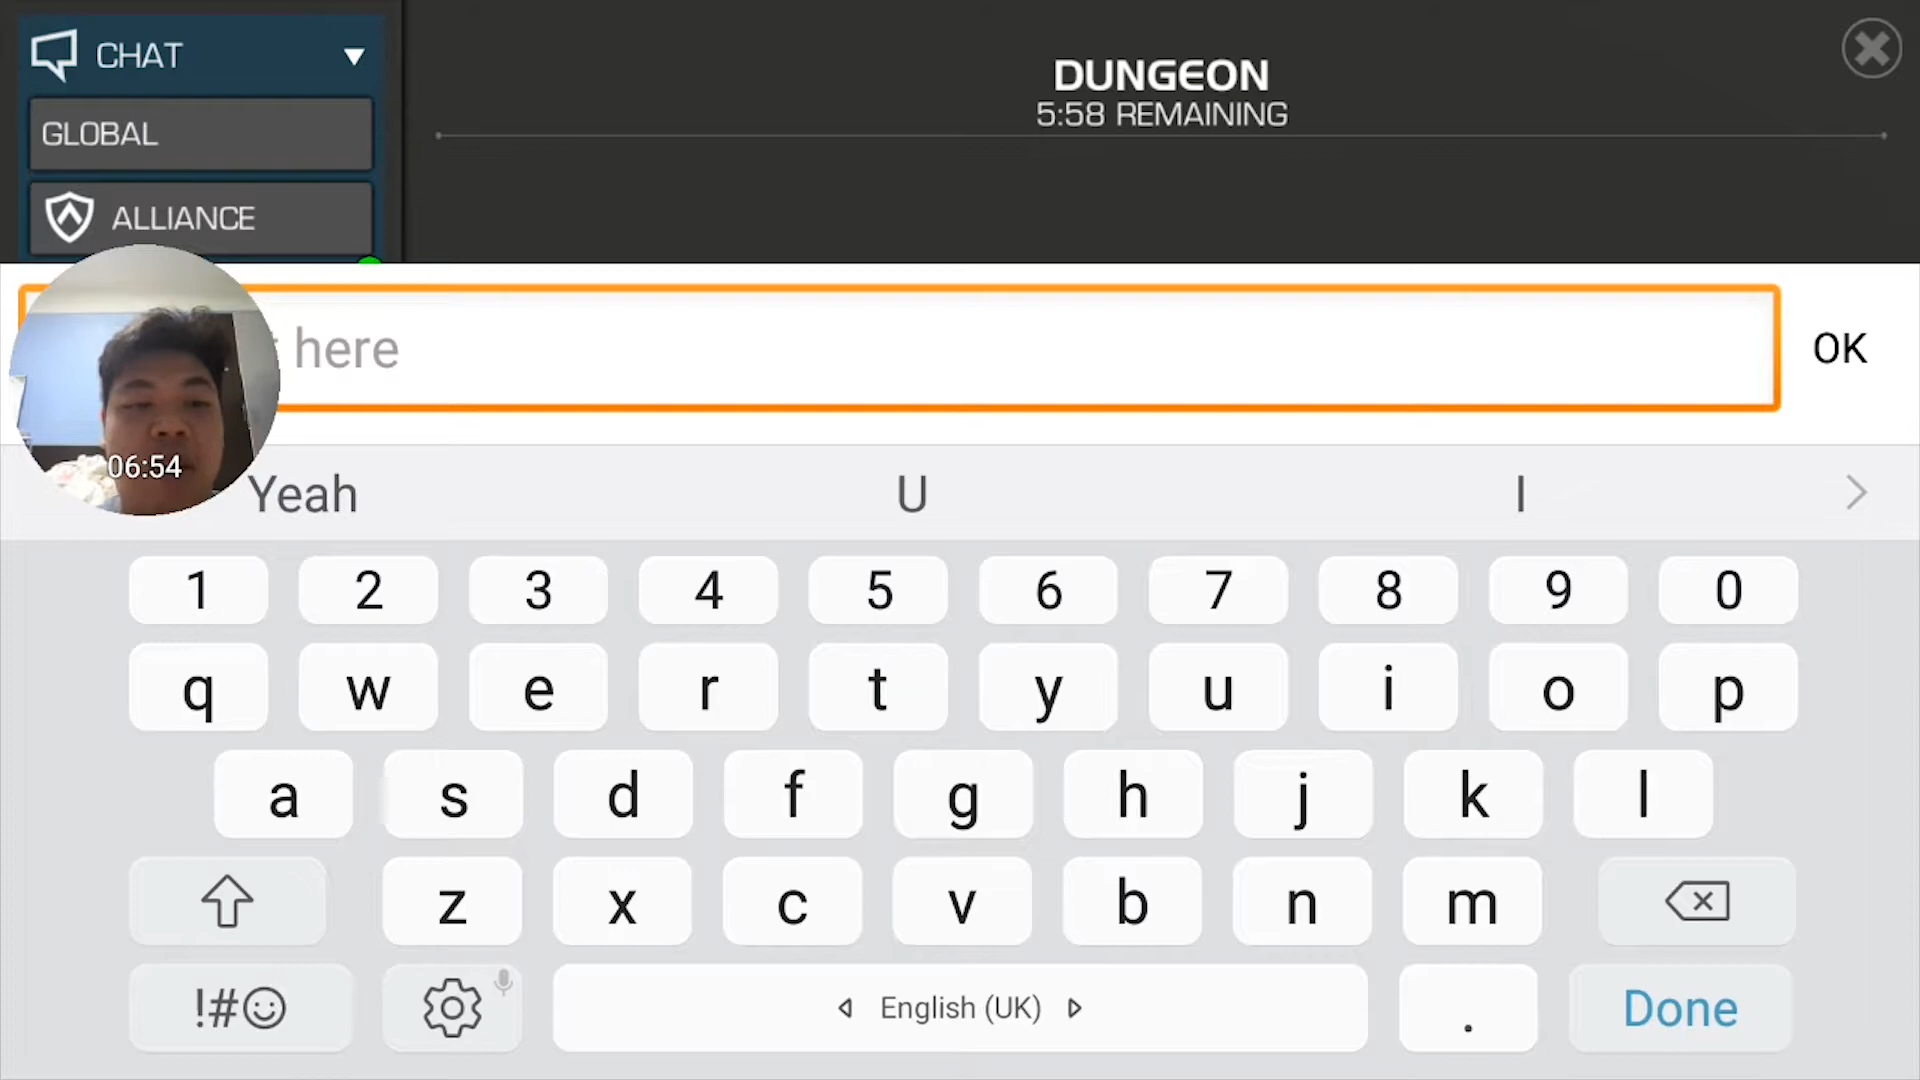 CHAT
DUNGEON
5:58 REMAINING
GLOBAL
ALLIANCE
here
OK
06:54
Yeah U I
1 2 3 4 5 6 7 8 9 0
q w e r t y u i o p
a s d f g h j k l
z x c v b n m
!#☺ English (UK) . Done